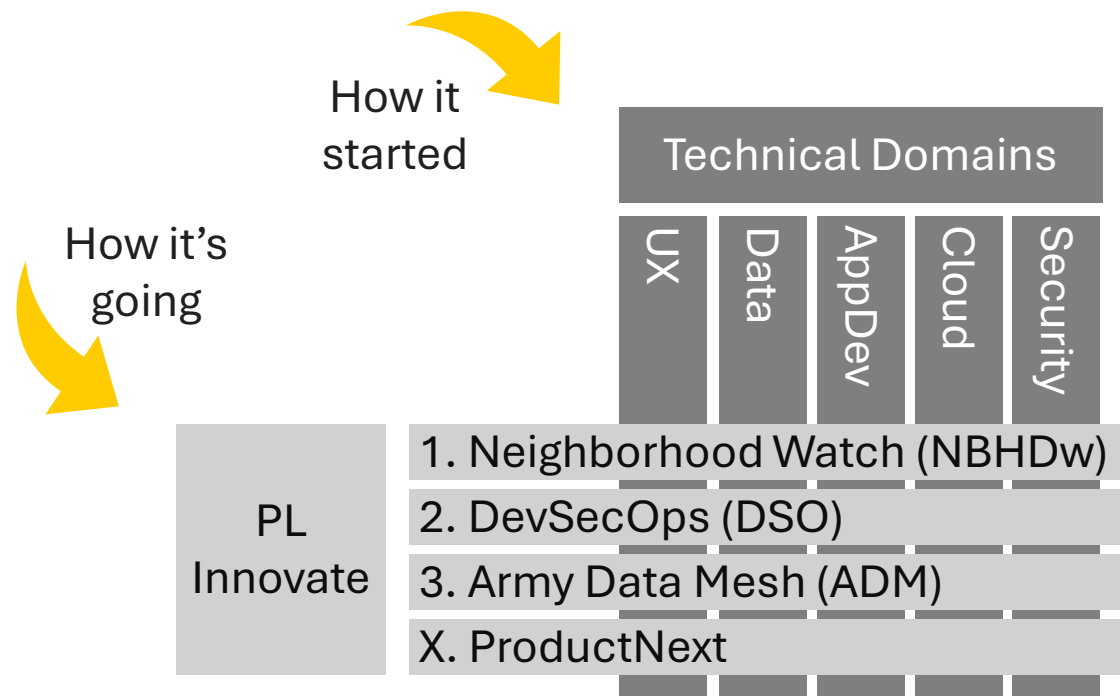 How it
started
Technical Domains
How it’s
going
UX
Data
AppDev
Cloud
Security
PL
Innovate
1. Neighborhood Watch (NBHDw)
2. DevSecOps (DSO)
3. Army Data Mesh (ADM)
X. ProductNext